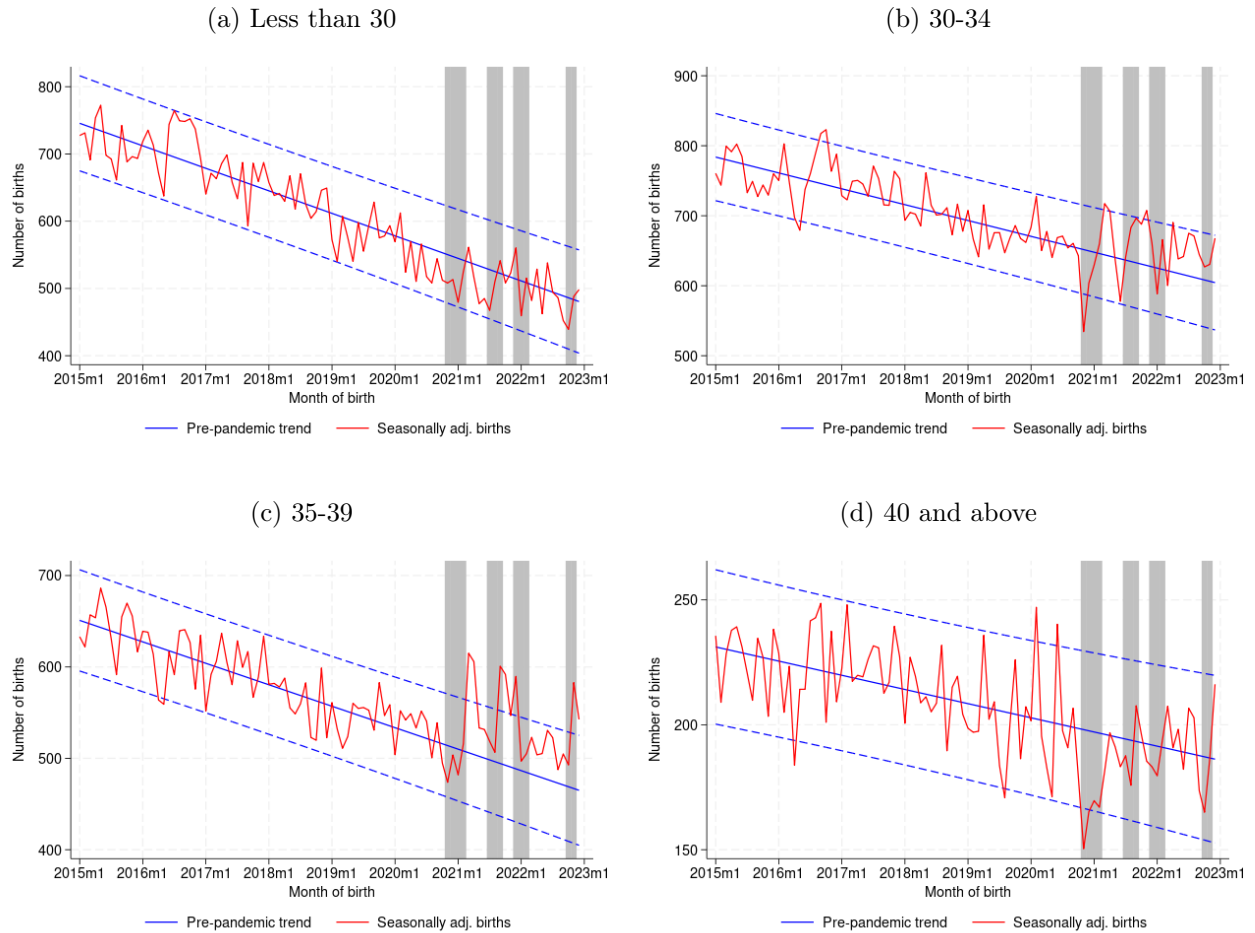 (a) Less than 30
Number of births
800
700
600
500
400
2015m1 2016m1 2017m1 2018m1 2019m1 2020m1 2021m1 2022m1 2023m1
Month of birth
Pre-pandemic trend Seasonally adj. births
(b) 30-34
Number of births
900
800
700
600
500
2015m1 2016m1 2017m1 2018m1 2019m1 2020m1 2021m1 2022m1 2023m1
Month of birth
Pre-pandemic trend Seasonally adj. births
(c) 35-39
Number of births
700
600
500
400
2015m1 2016m1 2017m1 2018m1 2019m1 2020m1 2021m1 2022m1 2023m1
Month of birth
Pre-pandemic trend Seasonally adj. births
(d) 40 and above
Number of births
250
200
150
2015m1 2016m1 2017m1 2018m1 2019m1 2020m1 2021m1 2022m1 2023m1
Month of birth
Pre-pandemic trend Seasonally adj. births